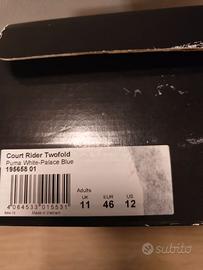 Court Rider Twofold
Puma White-Palace Blue
195658 01
Adults
UK EUR US
11 46 12
4 064533 015531
Made in Vietnam
subito